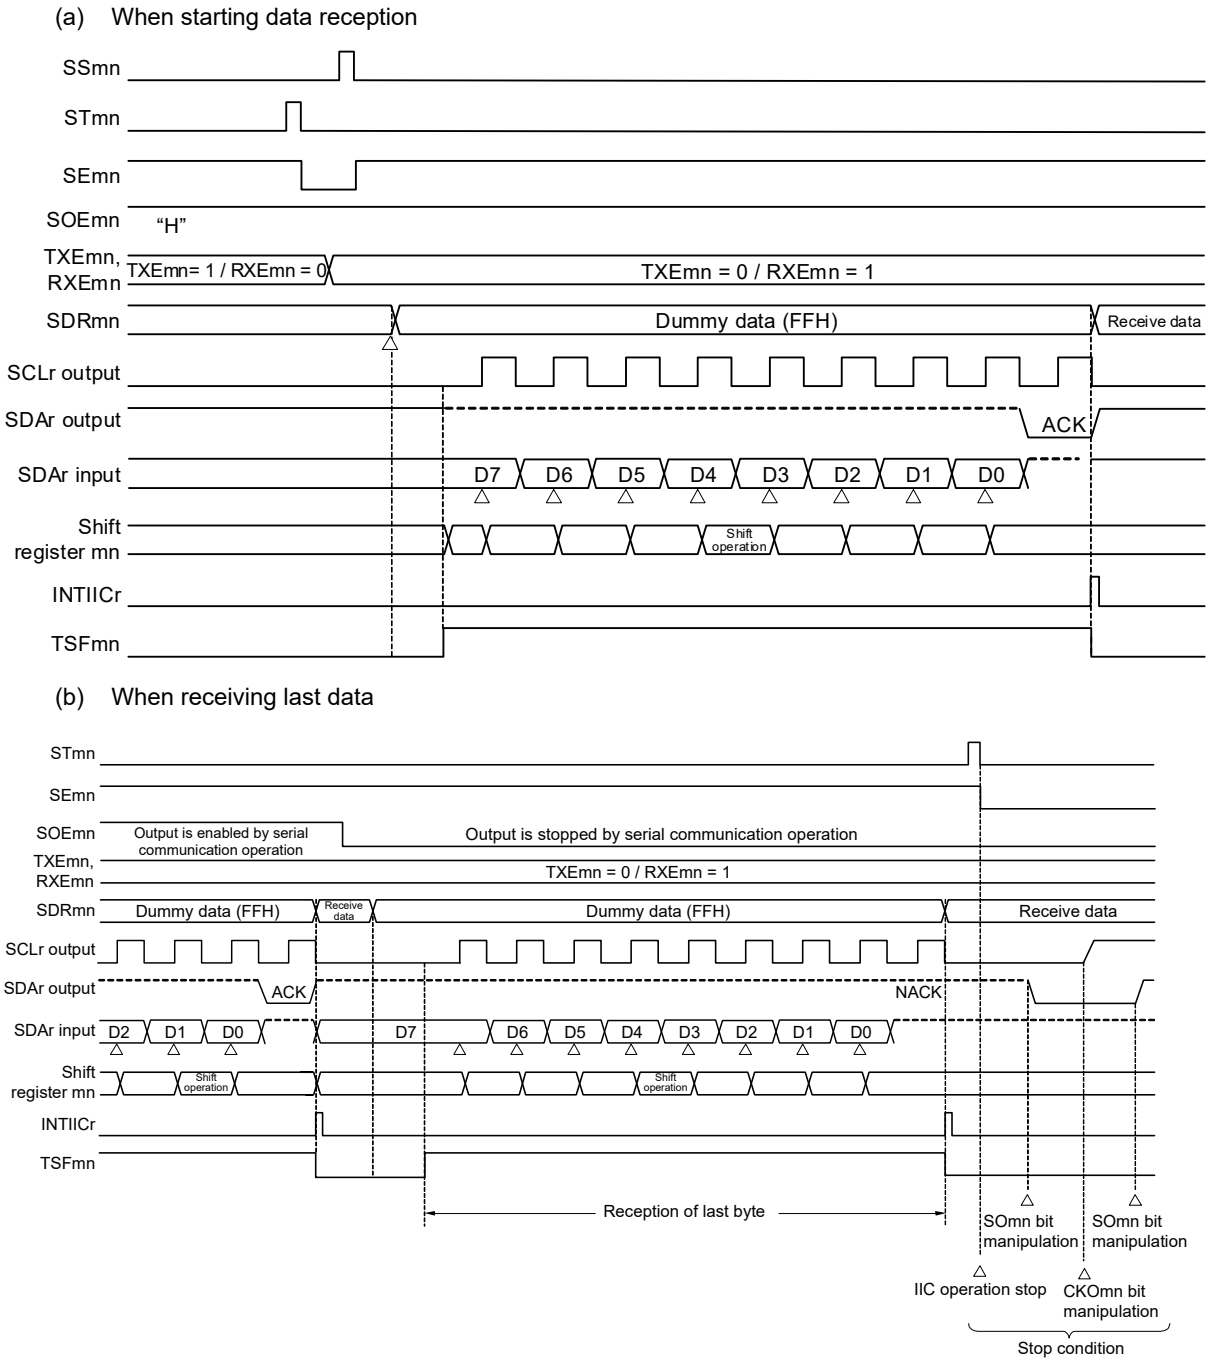 (a) When starting data reception
SSmn
STmn
SEmn
SOEmn
“H”
TXEmn,
RXEmn
TXEmn= 1 / RXEmn = 0
TXEmn = 0 / RXEmn = 1
SDRmn
Dummy data (FFH)
Receive data
SCLr output
SDAr output
ACK
SDAr input
D7 D6 D5 D4 D3 D2 D1 D0
Shift
register mn
Shift
operation
INTIICr
TSFmn
(b) When receiving last data
STmn
SEmn
SOEmn
Output is enabled by serial
communication operation
Output is stopped by serial communication operation
TXEmn,
RXEmn
TXEmn = 0 / RXEmn = 1
SDRmn
Dummy data (FFH)
Receive
data
Dummy data (FFH)
Receive data
SCLr output
SDAr output
ACK
NACK
SDAr input
D2 D1 D0 D7 D6 D5 D4 D3 D2 D1 D0
Shift
register mn
Shift
operation
Shift
operation
INTIICr
TSFmn
Reception of last byte
SOmn bit
manipulation
SOmn bit
manipulation
IIC operation stop
CKOmn bit
manipulation
Stop condition